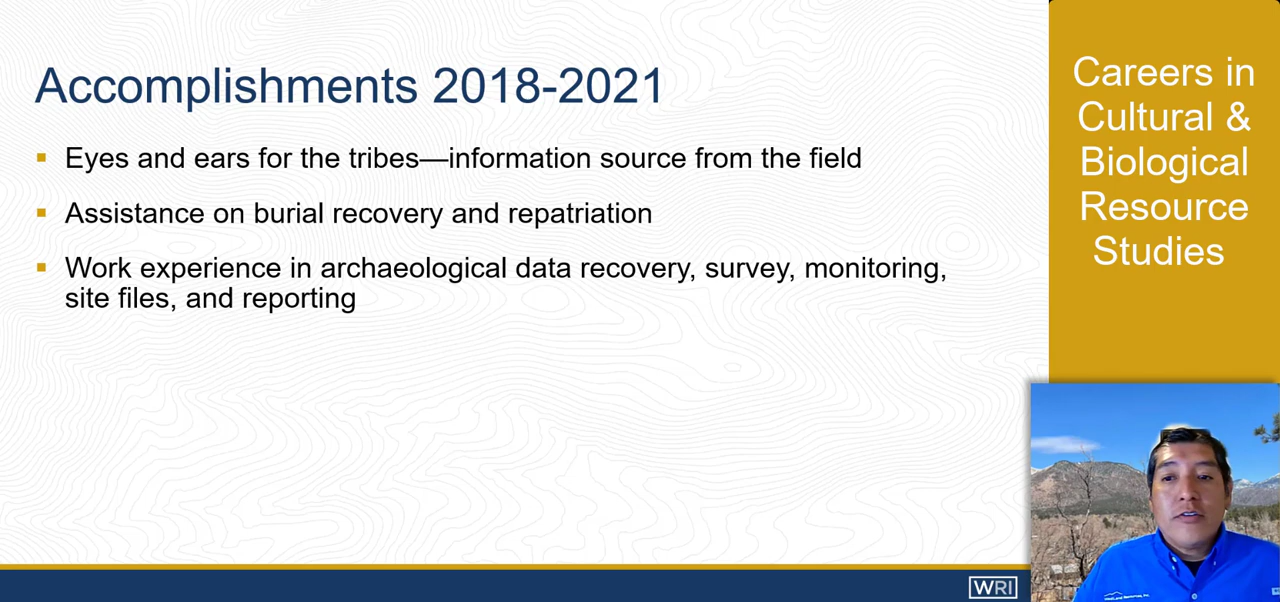 Accomplishments 2018-2021
Eyes and ears for the tribes—information source from the field
Assistance on burial recovery and repatriation
Work experience in archaeological data recovery, survey, monitoring,
site files, and reporting
Careers in
Cultural &
Biological
Resource
Studies
WRI